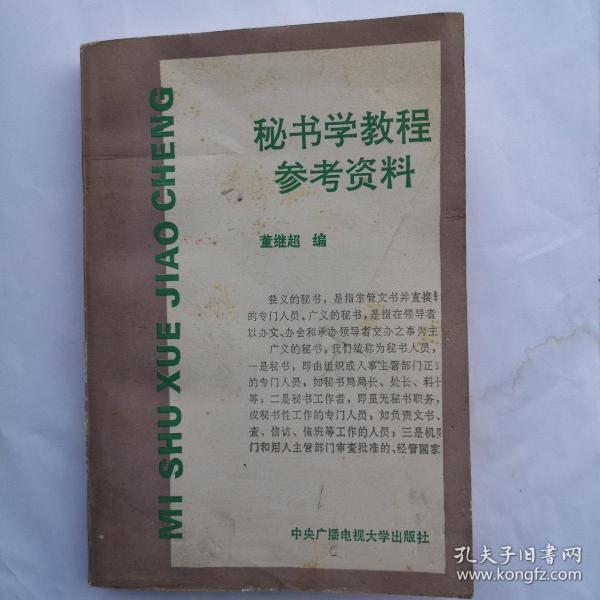 MI SHU XUE JIAO CHENG
秘书学教程
参考资料
董继超 编
狭义的秘书，是指掌管文书并直接
的专门人员。广义的秘书，是指在领导者
以办文、办会和承办领导者交办之事为主
广义的秘书，我们统称为秘书人员，
一是秘书，即由组织或人事主管部门正
的专门人员，如秘书局局长、处长、科
等；二是秘书工作者，即虽无秘书职务，
或秘书性工作的专门人员，如负责文书、
查、信访、值班等工作的人员；三是机
门和用人主管部门审查批准的、经管国家
中央广播电视大学出版社
孔夫子旧书网
www.kongfz.com